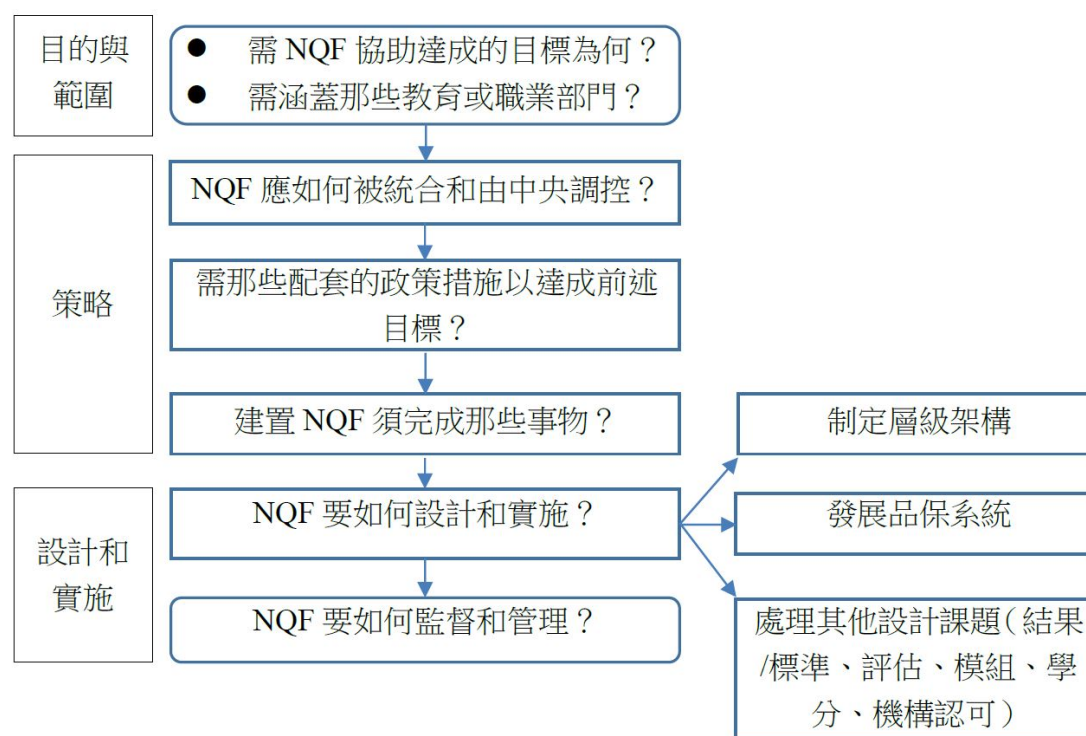 目的與
範圍
● 需 NQF 協助達成的目標為何？
● 需涵蓋那些教育或職業部門？
策略
NQF 應如何被統合和由中央調控？
需那些配套的政策措施以達成前述
目標？
建置 NQF 須完成那些事物？
設計和
實施
NQF 要如何設計和實施？
NQF 要如何監督和管理？
制定層級架構
發展品保系統
處理其他設計課題（結果
/標準、評估、模組、學
分、機構認可）